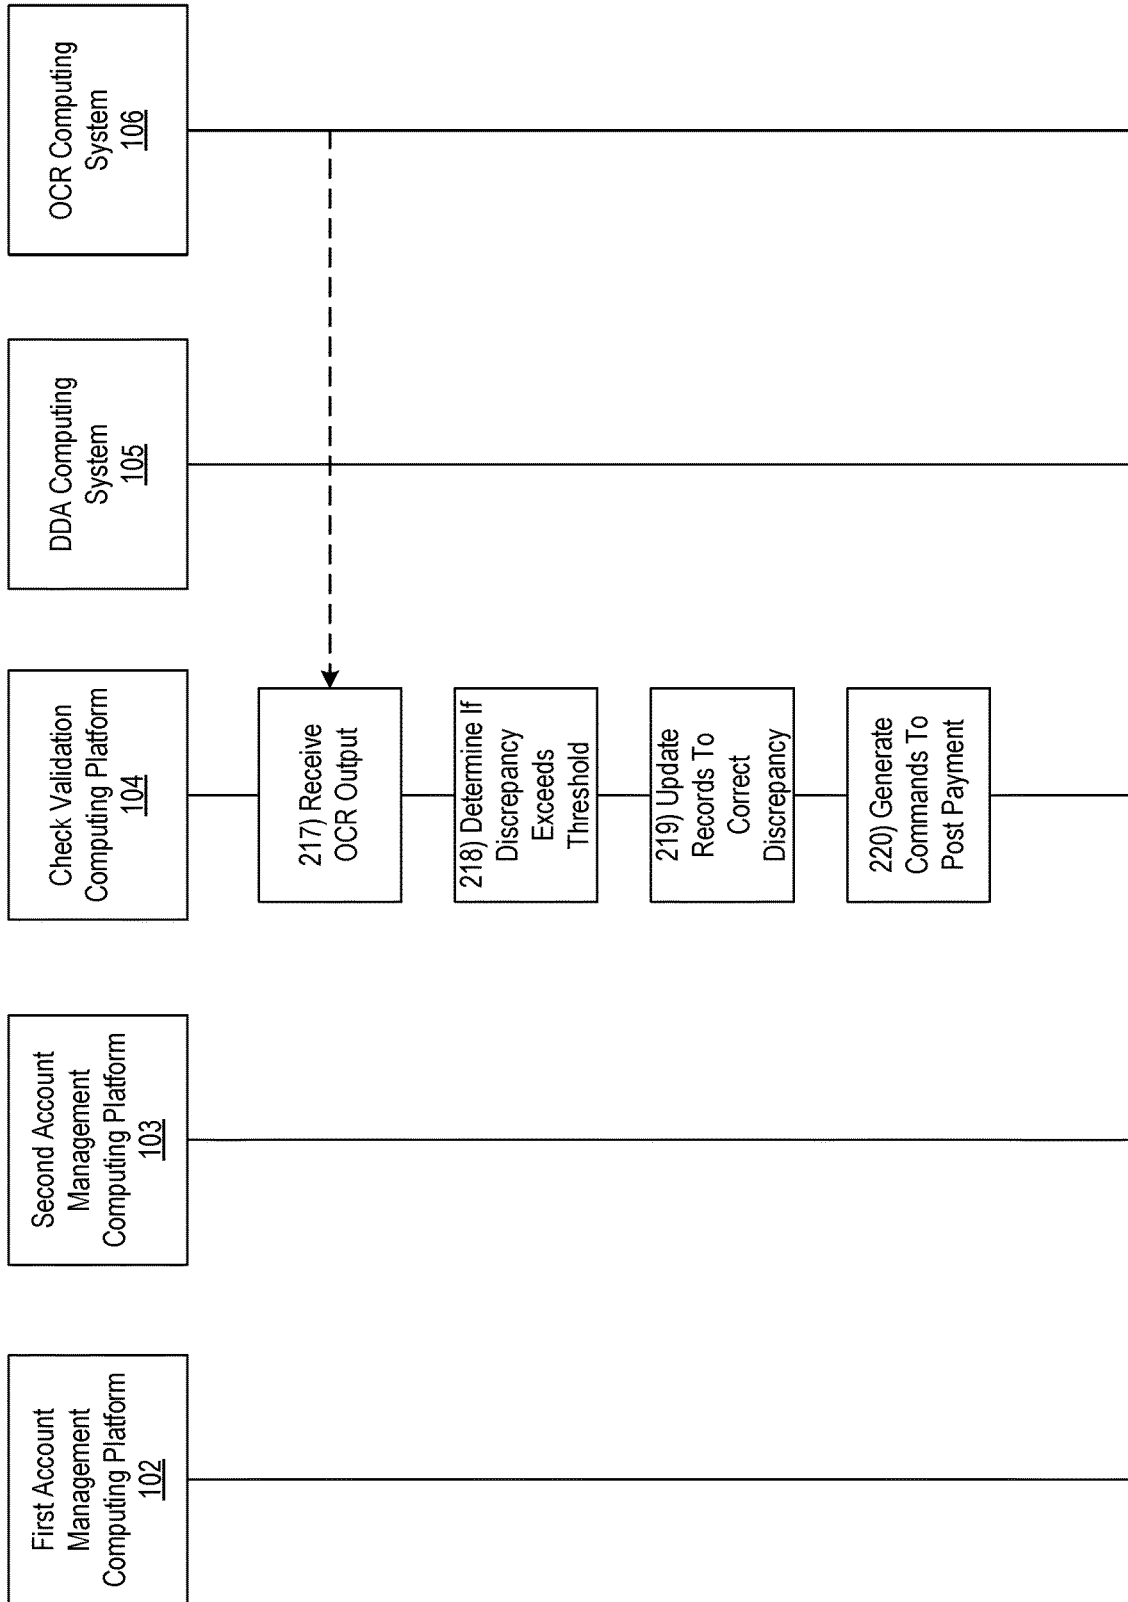 First Account
Management
Computing Platform
102
Second Account
Management
Computing Platform
103
Check Validation
Computing Platform
104
DDA Computing
System
105
OCR Computing
System
106
217) Receive
OCR Output
218) Determine If
Discrepancy
Exceeds
Threshold
219) Update
Records To
Correct
Discrepancy
220) Generate
Commands To
Post Payment